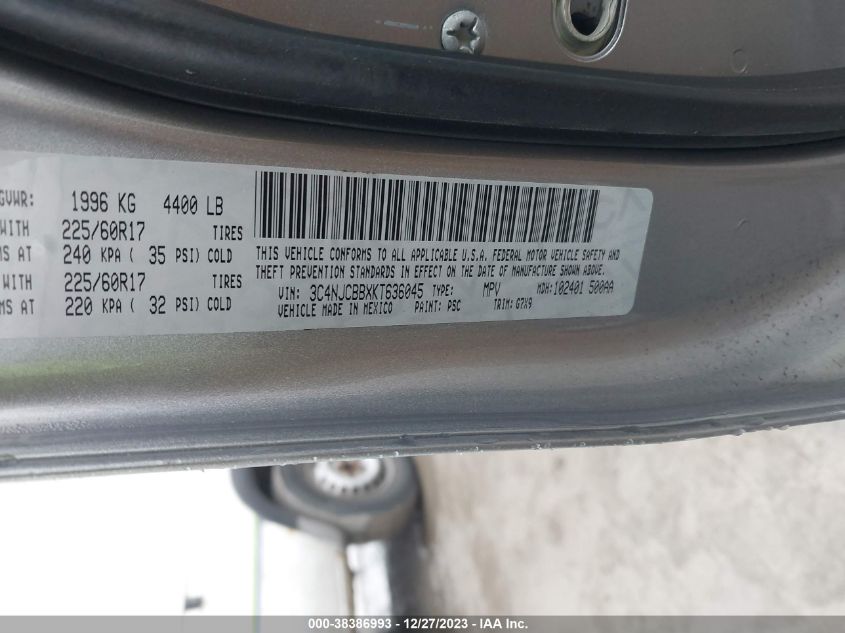 GVWR: 1996 KG 4400 LB
WITH 225/60R17 TIRES
MS AT 240 KPA ( 35 PSI) COLD
WITH 225/60R17 TIRES
MS AT 220 KPA ( 32 PSI) COLD
THIS VEHICLE CONFORMS TO ALL APPLICABLE U.S.A. FEDERAL MOTOR VEHICLE SAFETY AND
THEFT PREVENTION STANDARDS IN EFFECT ON THE DATE OF MANUFACTURE SHOWN ABOVE.
VIN: 3C4NJCBBXKT636045 TYPE: MPV MDH: 102401 500AA
VEHICLE MADE IN MEXICO PAINT: PSC TRIM: G7X9
000-38386993 - 12/27/2023 - IAA Inc.